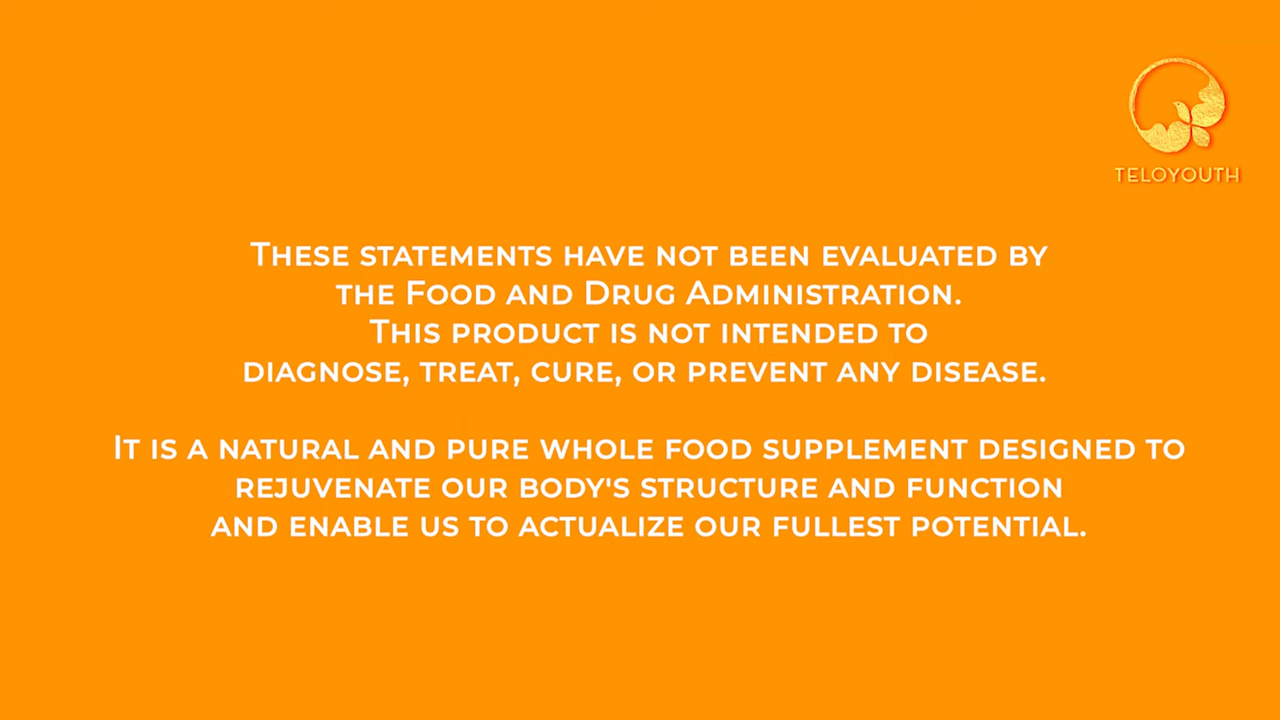 TELOYOUTH
These statements have not been evaluated by
the Food and Drug Administration.
This product is not intended to
diagnose, treat, cure, or prevent any disease.
It is a natural and pure whole food supplement designed to
rejuvenate our body's structure and function
and enable us to actualize our fullest potential.